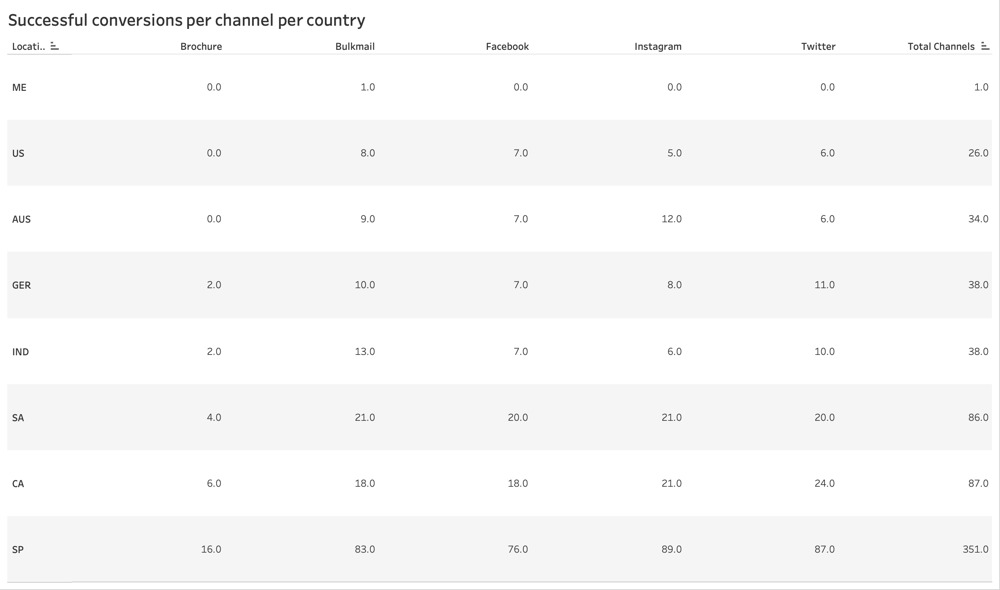 Successful conversions per channel per country
Locati.. Brochure Bulkmail Facebook Instagram Twitter Total Channels
ME 0.0 1.0 0.0 0.0 0.0 1.0
US 0.0 8.0 7.0 5.0 6.0 26.0
AUS 0.0 9.0 7.0 12.0 6.0 34.0
GER 2.0 10.0 7.0 8.0 11.0 38.0
IND 2.0 13.0 7.0 6.0 10.0 38.0
SA 4.0 21.0 20.0 21.0 20.0 86.0
CA 6.0 18.0 18.0 21.0 24.0 87.0
SP 16.0 83.0 76.0 89.0 87.0 351.0